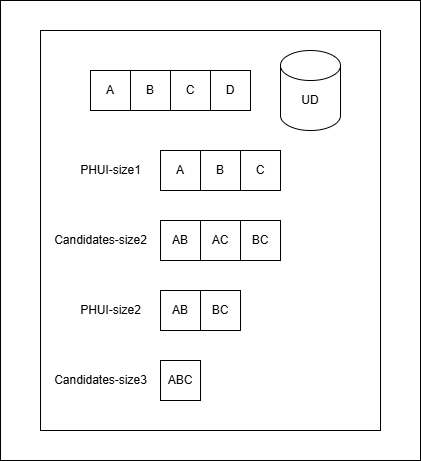 A B C D UD
PHUI-size1 A B C
Candidates-size2 AB AC BC
PHUI-size2 AB BC
Candidates-size3 ABC